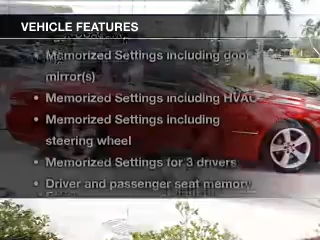 VEHICLE FEATURES
• Memorized Settings including door
mirror(s)
• Memorized Settings including HVAC
• Memorized Settings including
steering wheel
• Memorized Settings for 3 drivers
• Driver and passenger seat memory